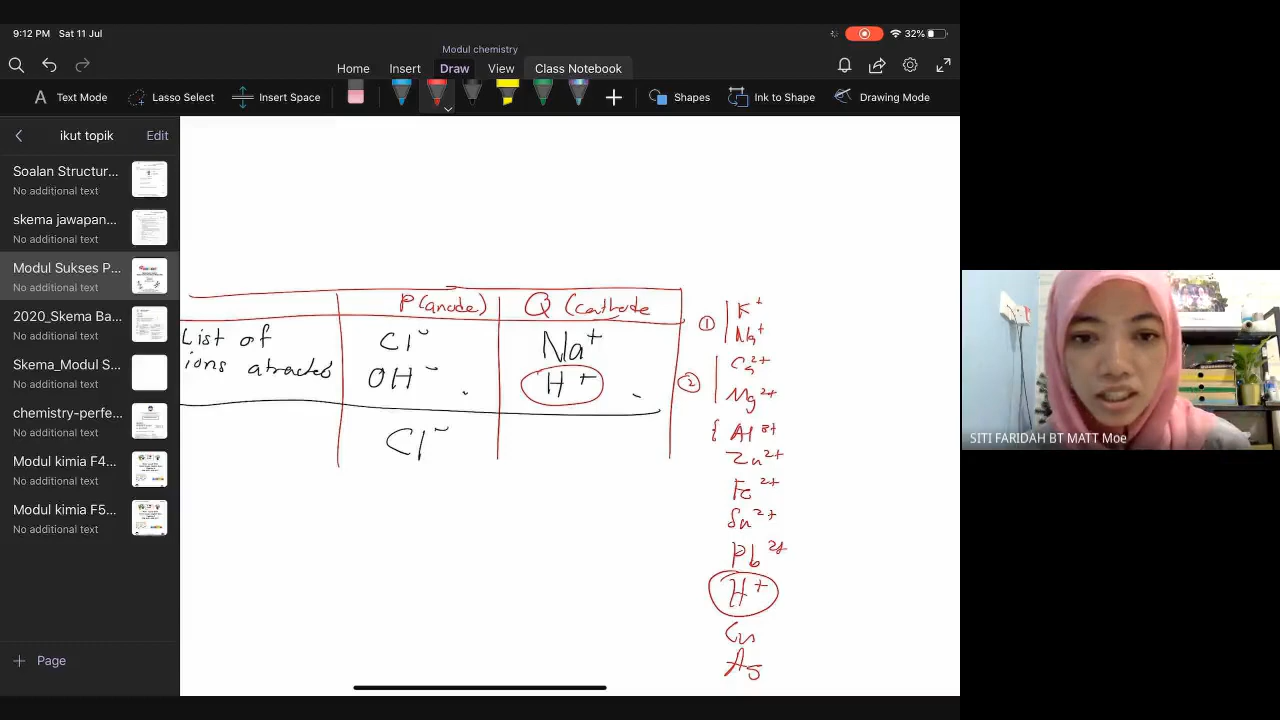 9:12 PM Sat 11 Jul
32%
Modul chemistry
Home Insert Draw View Class Notebook
Text Mode
Lasso Select
Insert Space
Shapes
Ink to Shape
Drawing Mode
ikut topik
Edit
Soalan Structur...
No additional text
skema jawapan...
No additional text
Modul Sukses P...
No additional text
2020_Skema Ba...
No additional text
Skema_Modul S...
No additional text
chemistry-perfe...
No additional text
Modul kimia F4...
No additional text
Modul kimia F5...
No additional text
Page
P (anode) Q (cathode
List of
ions atracted
Cl⁻ Na⁺
OH⁻ H⁺
Cl⁻
① K⁺
Na⁺
② Ca²⁺
Mg²⁺
Al³⁺
Zn²⁺
Fe²⁺
Sn²⁺
Pb²⁺
H⁺
Cu
Ag
SITI FARIDAH BT MATT Moe